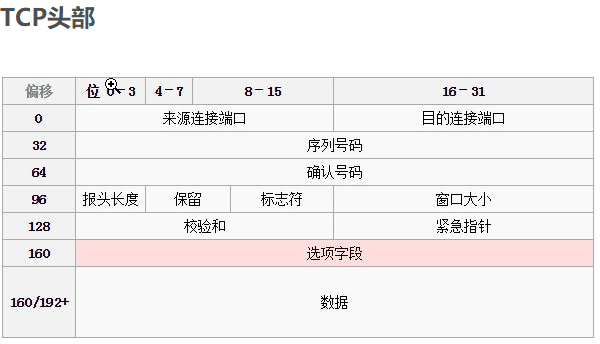 TCP头部
偏移 位 0-3 4-7 8-15 16-31
0 来源连接端口 目的连接端口
32 序列号码
64 确认号码
96 报头长度 保留 标志符 窗口大小
128 校验和 紧急指针
160 选项字段
160/192+ 数据